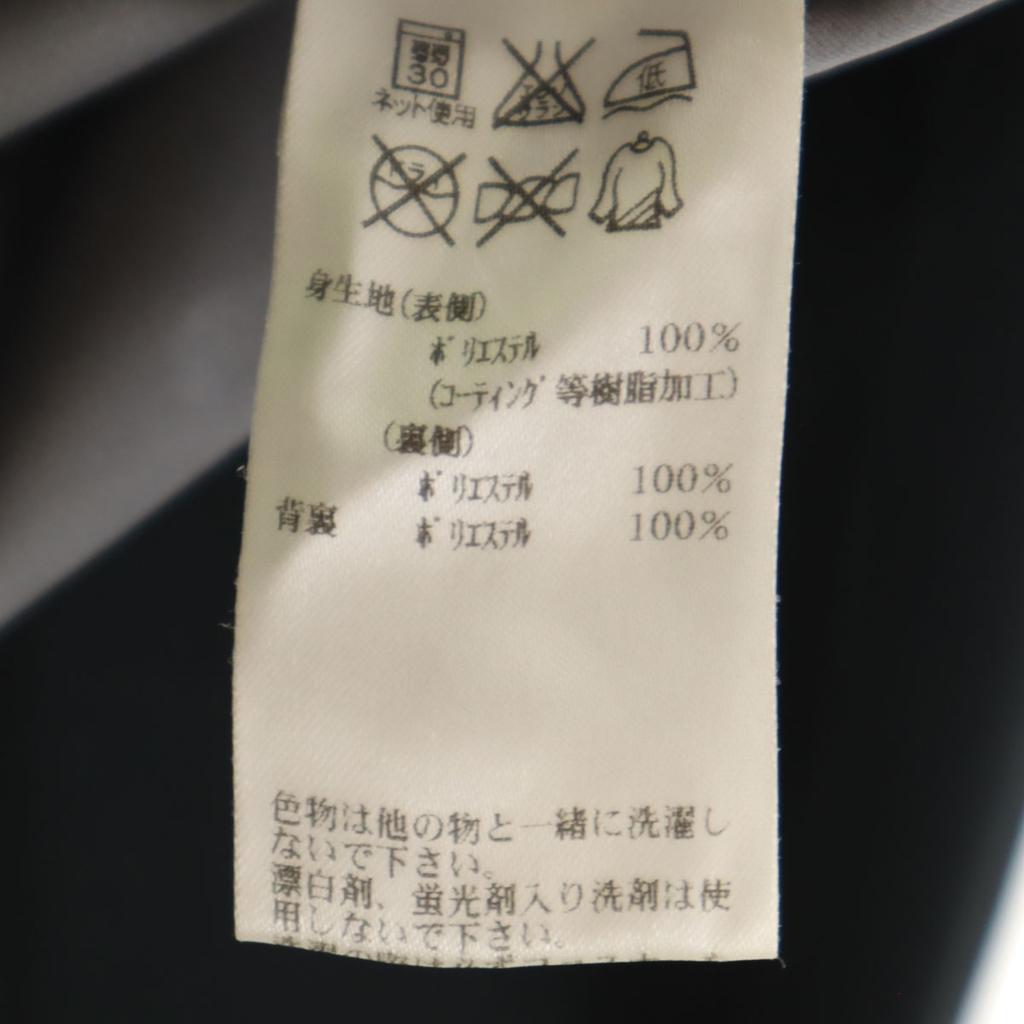 30
ネット使用
低
身生地(表側)
ポリエステル 100%
(コーティング等樹脂加工)
(裏側)
ポリエステル 100%
背裏 ポリエステル 100%
色物は他の物と一緒に洗濯し
ないで下さい。
漂白剤、蛍光剤入り洗剤は使
用しないで下さい。